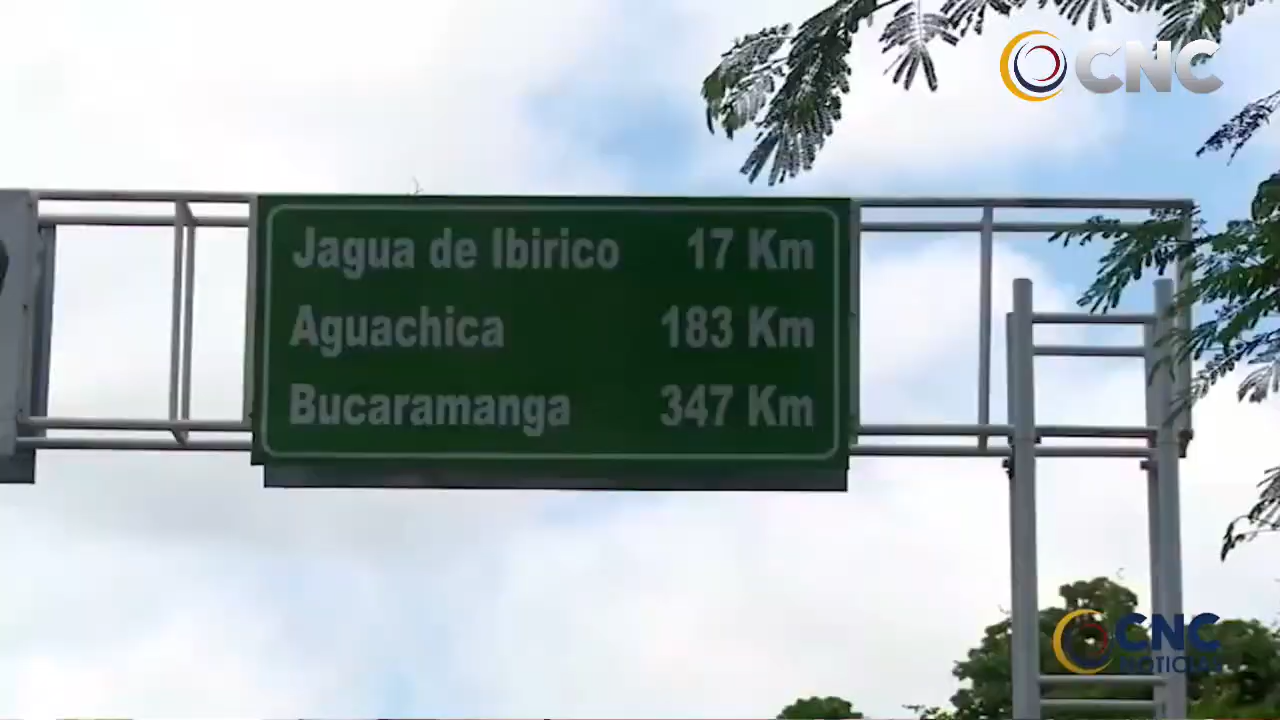 CNC
Jagua de Ibirico 17 Km
Aguachica 183 Km
Bucaramanga 347 Km
CNC
NOTICIAS